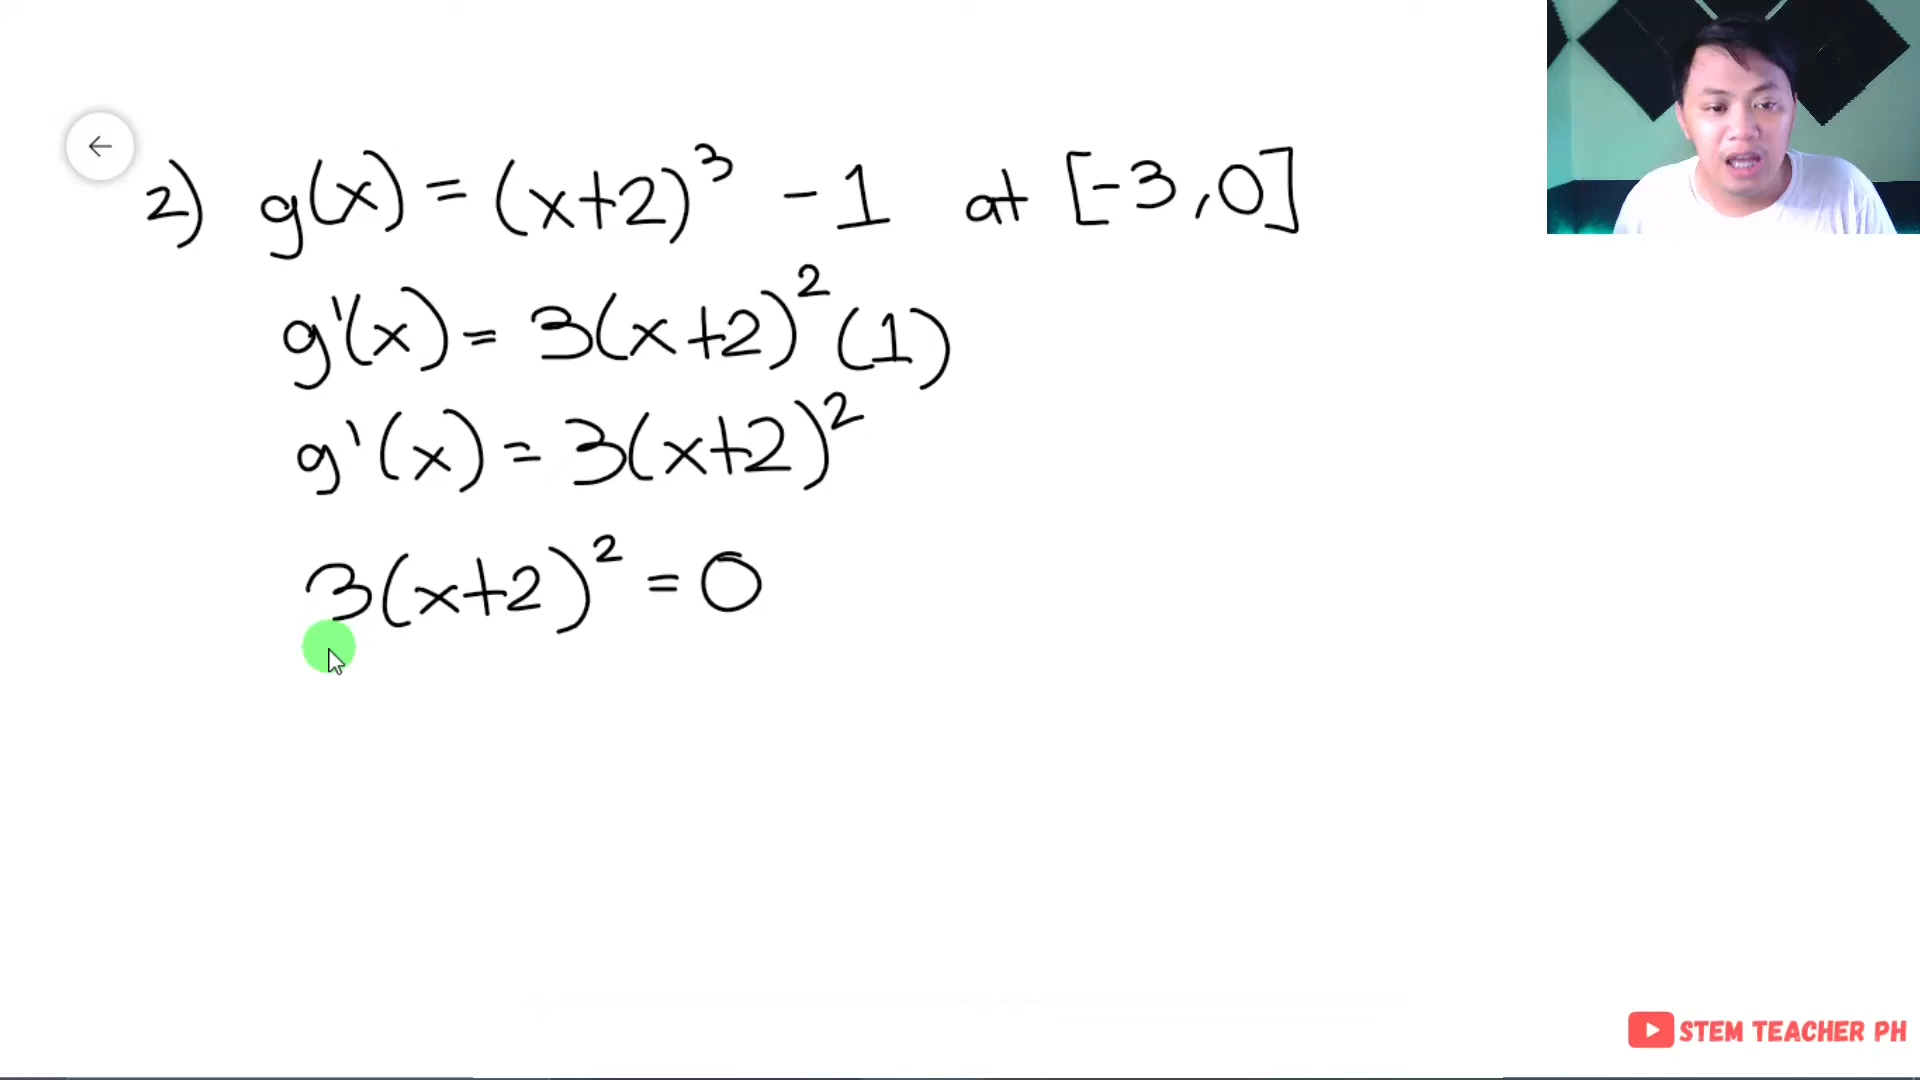 2) g(x) = (x+2)³ - 1 at [-3,0]
g'(x) = 3(x+2)² (1)
g'(x) = 3(x+2)²
3(x+2)² = 0
STEM TEACHER PH